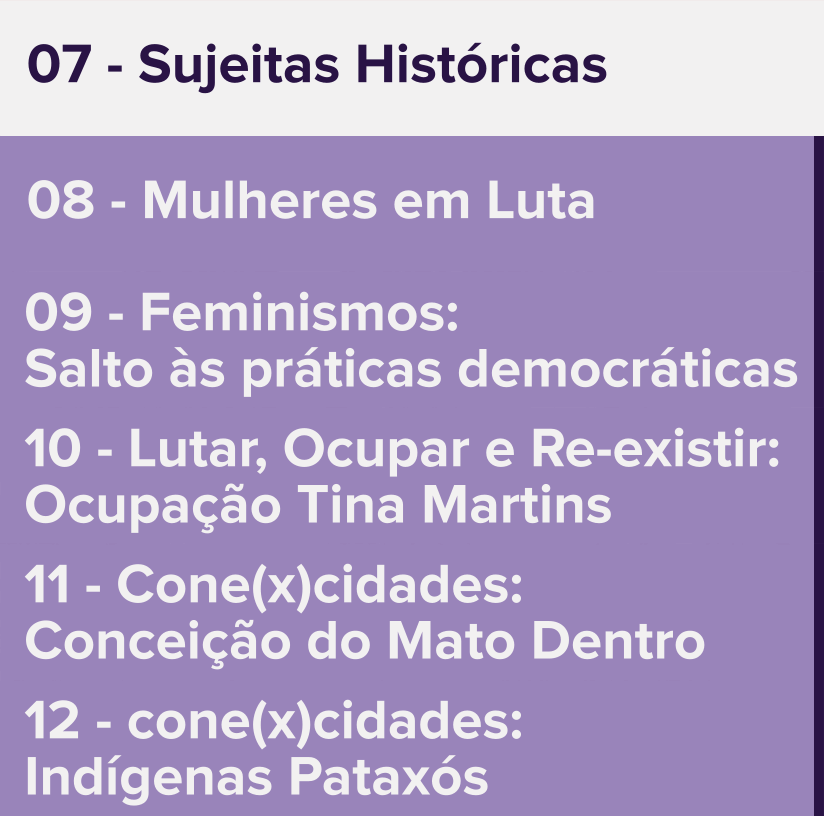 07 - Sujeitas Históricas
08 - Mulheres em Luta
09 - Feminismos:
Salto às práticas democráticas
10 - Lutar, Ocupar e Re-existir:
Ocupação Tina Martins
11 - Cone(x)cidades:
Conceição do Mato Dentro
12 - cone(x)cidades:
Indígenas Pataxós